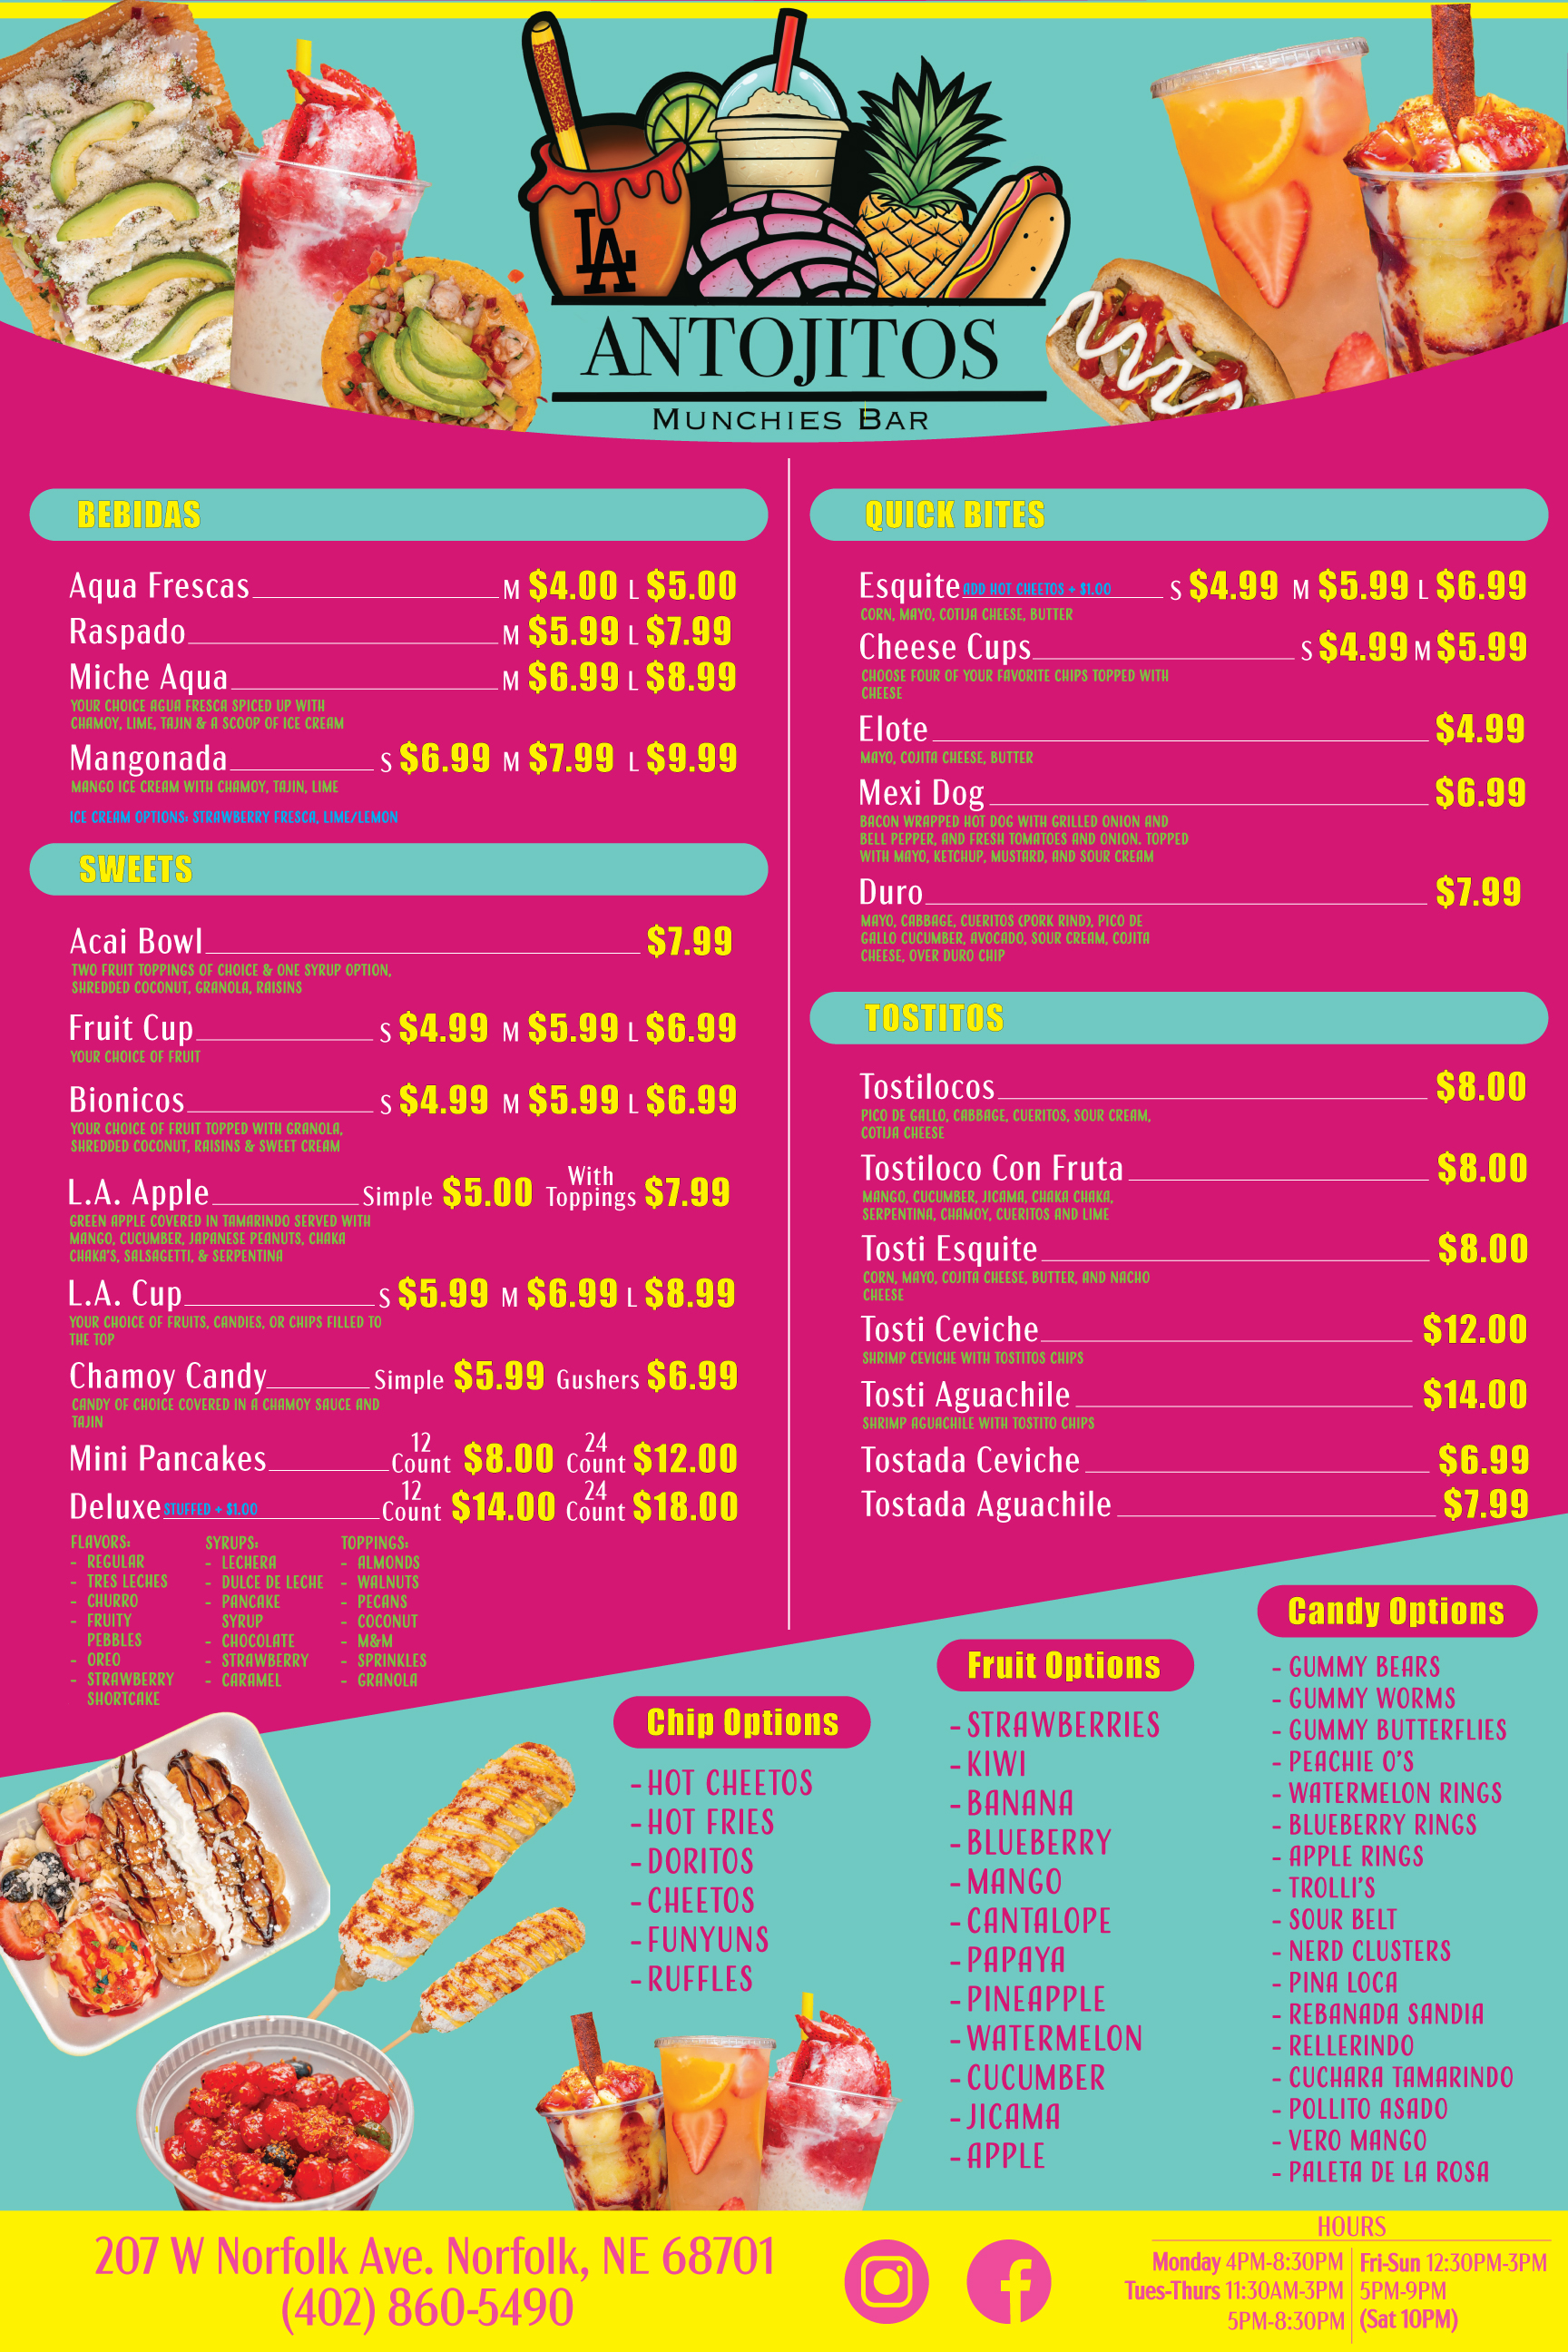 LA
ANTOJITOS
MUNCHIES BAR
BEBIDAS
Aqua Frescas M $4.00 L $5.00
Raspado M $5.99 L $7.99
Miche Aqua M $6.99 L $8.99
YOUR CHOICE AGUA FRESCA SPICED UP WITH
CHAMOY, LIME, TAJIN & A SCOOP OF ICE CREAM
Mangonada S $6.99 M $7.99 L $9.99
MANGO ICE CREAM WITH CHAMOY, TAJIN, LIME
ICE CREAM OPTIONS: STRAWBERRY FRESCA, LIME/LEMON
SWEETS
Acai Bowl $7.99
TWO FRUIT TOPPINGS OF CHOICE & ONE SYRUP OPTION,
SHREDDED COCONUT, GRANOLA, RAISINS
Fruit Cup S $4.99 M $5.99 L $6.99
YOUR CHOICE OF FRUIT
Bionicos S $4.99 M $5.99 L $6.99
YOUR CHOICE OF FRUIT TOPPED WITH GRANOLA,
SHREDDED COCONUT, RAISINS & SWEET CREAM
L.A. Apple Simple $5.00 With Toppings $7.99
GREEN APPLE COVERED IN TAMARINDO SERVED WITH
MANGO, CUCUMBER, JAPANESE PEANUTS, CHAKA
CHAKA'S, SALSAGETTI, & SERPENTINA
L.A. Cup S $5.99 M $6.99 L $8.99
YOUR CHOICE OF FRUITS, CANDIES, OR CHIPS FILLED TO
THE TOP
Chamoy Candy Simple $5.99 Gushers $6.99
CANDY OF CHOICE COVERED IN A CHAMOY SAUCE AND
TAJIN
Mini Pancakes 12 Count $8.00 24 Count $12.00
Deluxe STUFFED + $1.00 12 Count $14.00 24 Count $18.00
FLAVORS:
- REGULAR
- TRES LECHES
- CHURRO
- FRUITY
PEBBLES
- OREO
- STRAWBERRY
SHORTCAKE
SYRUPS:
- LECHERA
- DULCE DE LECHE
- PANCAKE
SYRUP
- CHOCOLATE
- STRAWBERRY
- CARAMEL
TOPPINGS:
- ALMONDS
- WALNUTS
- PECANS
- COCONUT
- M&M
- SPRINKLES
- GRANOLA
QUICK BITES
Esquite ADD HOT CHEETOS + $1.00 S $4.99 M $5.99 L $6.99
CORN, MAYO, COTIJA CHEESE, BUTTER
Cheese Cups S $4.99 M $5.99
CHOOSE FOUR OF YOUR FAVORITE CHIPS TOPPED WITH
CHEESE
Elote $4.99
MAYO, COJITA CHEESE, BUTTER
Mexi Dog $6.99
BACON WRAPPED HOT DOG WITH GRILLED ONION AND
BELL PEPPER, AND FRESH TOMATOES AND ONION. TOPPED
WITH MAYO, KETCHUP, MUSTARD, AND SOUR CREAM
Duro $7.99
MAYO, CABBAGE, CUERITOS (PORK RIND), PICO DE
GALLO CUCUMBER, AVOCADO, SOUR CREAM, COJITA
CHEESE, OVER DURO CHIP
TOSTITOS
Tostilocos $8.00
PICO DE GALLO, CABBAGE, CUERITOS, SOUR CREAM,
COTIJA CHEESE
Tostiloco Con Fruta $8.00
MANGO, CUCUMBER, JICAMA, CHAKA CHAKA,
SERPENTINA, CHAMOY, CUERITOS AND LIME
Tosti Esquite $8.00
CORN, MAYO, COJITA CHEESE, BUTTER, AND NACHO
CHEESE
Tosti Ceviche $12.00
SHRIMP CEVICHE WITH TOSTITOS CHIPS
Tosti Aguachile $14.00
SHRIMP AGUACHILE WITH TOSTITO CHIPS
Tostada Ceviche $6.99
Tostada Aguachile $7.99
Chip Options
- HOT CHEETOS
- HOT FRIES
- DORITOS
- CHEETOS
- FUNYUNS
- RUFFLES
Fruit Options
- STRAWBERRIES
- KIWI
- BANANA
- BLUEBERRY
- MANGO
- CANTALOPE
- PAPAYA
- PINEAPPLE
- WATERMELON
- CUCUMBER
- JICAMA
- APPLE
Candy Options
- GUMMY BEARS
- GUMMY WORMS
- GUMMY BUTTERFLIES
- PEACHIE O'S
- WATERMELON RINGS
- BLUEBERRY RINGS
- APPLE RINGS
- TROLLI'S
- SOUR BELT
- NERD CLUSTERS
- PINA LOCA
- REBANADA SANDIA
- RELLERINDO
- CUCHARA TAMARINDO
- POLLITO ASADO
- VERO MANGO
- PALETA DE LA ROSA
207 W Norfolk Ave. Norfolk, NE 68701
(402) 860-5490
HOURS
Monday 4PM-8:30PM
Tues-Thurs 11:30AM-3PM
5PM-8:30PM
Fri-Sun 12:30PM-3PM
5PM-9PM
(Sat 10PM)